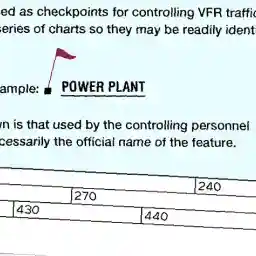 ed as checkpoints for controlling VFR traffic
series of charts so they may be readily ident
ample: POWER PLANT
n is that used by the controlling personnel
cessarily the official name of the feature.
240
270
430
440